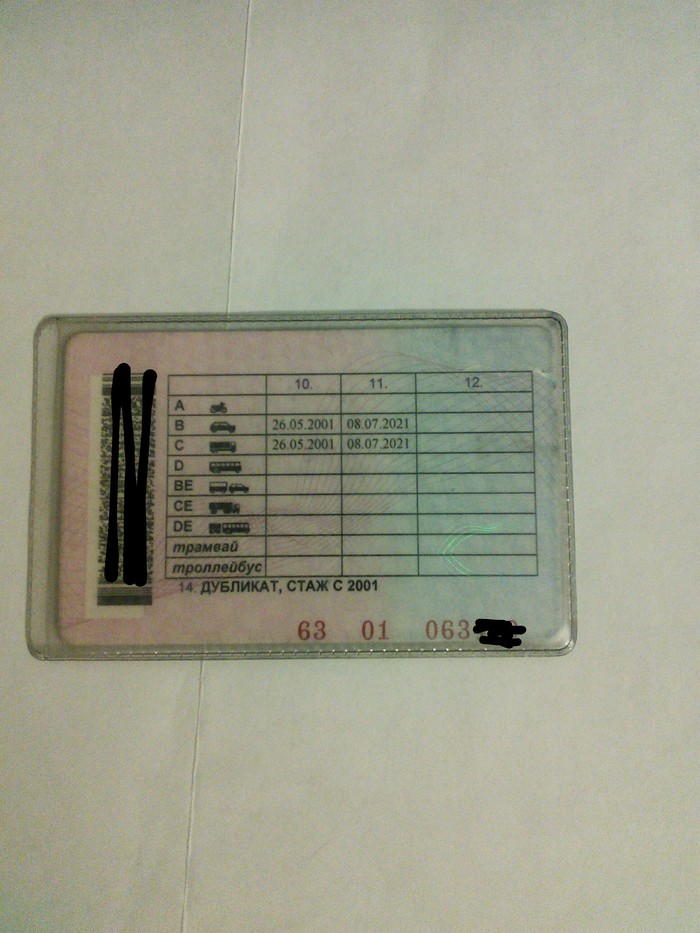 10. 11. 12.
A
B 26.05.2001 08.07.2021
C 26.05.2001 08.07.2021
D
BE
CE
DE
трамвай
троллейбус
14. ДУБЛИКАТ, СТАЖ С 2001
63 01 063